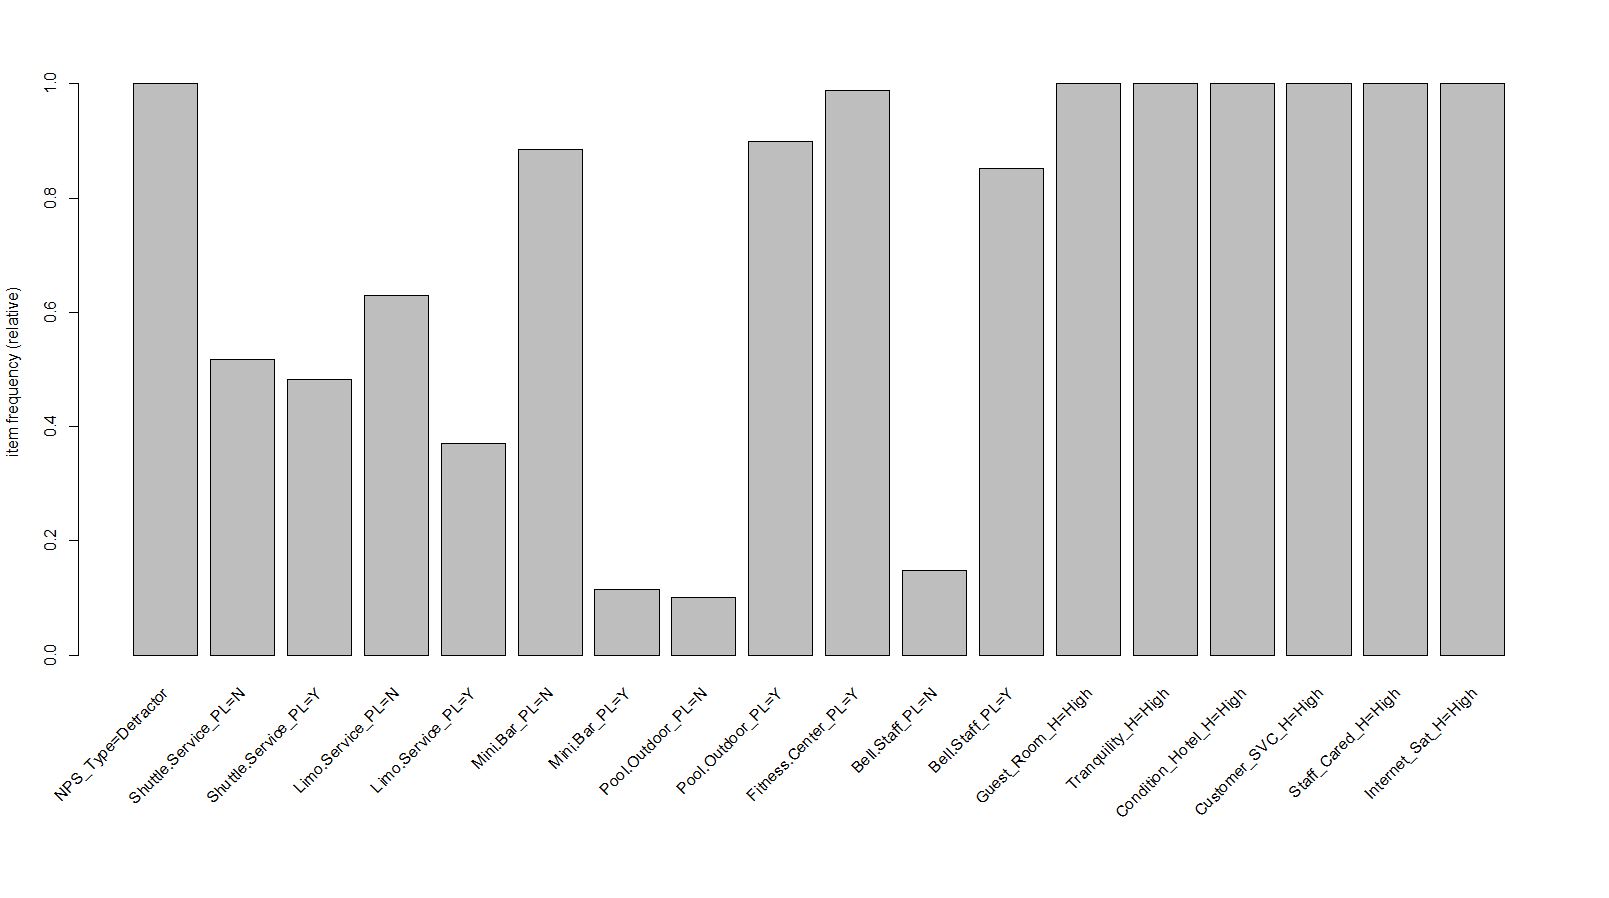 item frequency (relative)
1.0
0.8
0.6
0.4
0.2
0.0
NPS_Type=Detractor
Shuttle.Service_PL=N
Shuttle.Service_PL=Y
Limo.Service_PL=N
Limo.Service_PL=Y
Mini.Bar_PL=N
Mini.Bar_PL=Y
Pool.Outdoor_PL=N
Pool.Outdoor_PL=Y
Fitness.Center_PL=Y
Bell.Staff_PL=N
Bell.Staff_PL=Y
Guest_Room_H=High
Tranquility_H=High
Condition_Hotel_H=High
Customer_SVC_H=High
Staff_Cared_H=High
Internet_Sat_H=High